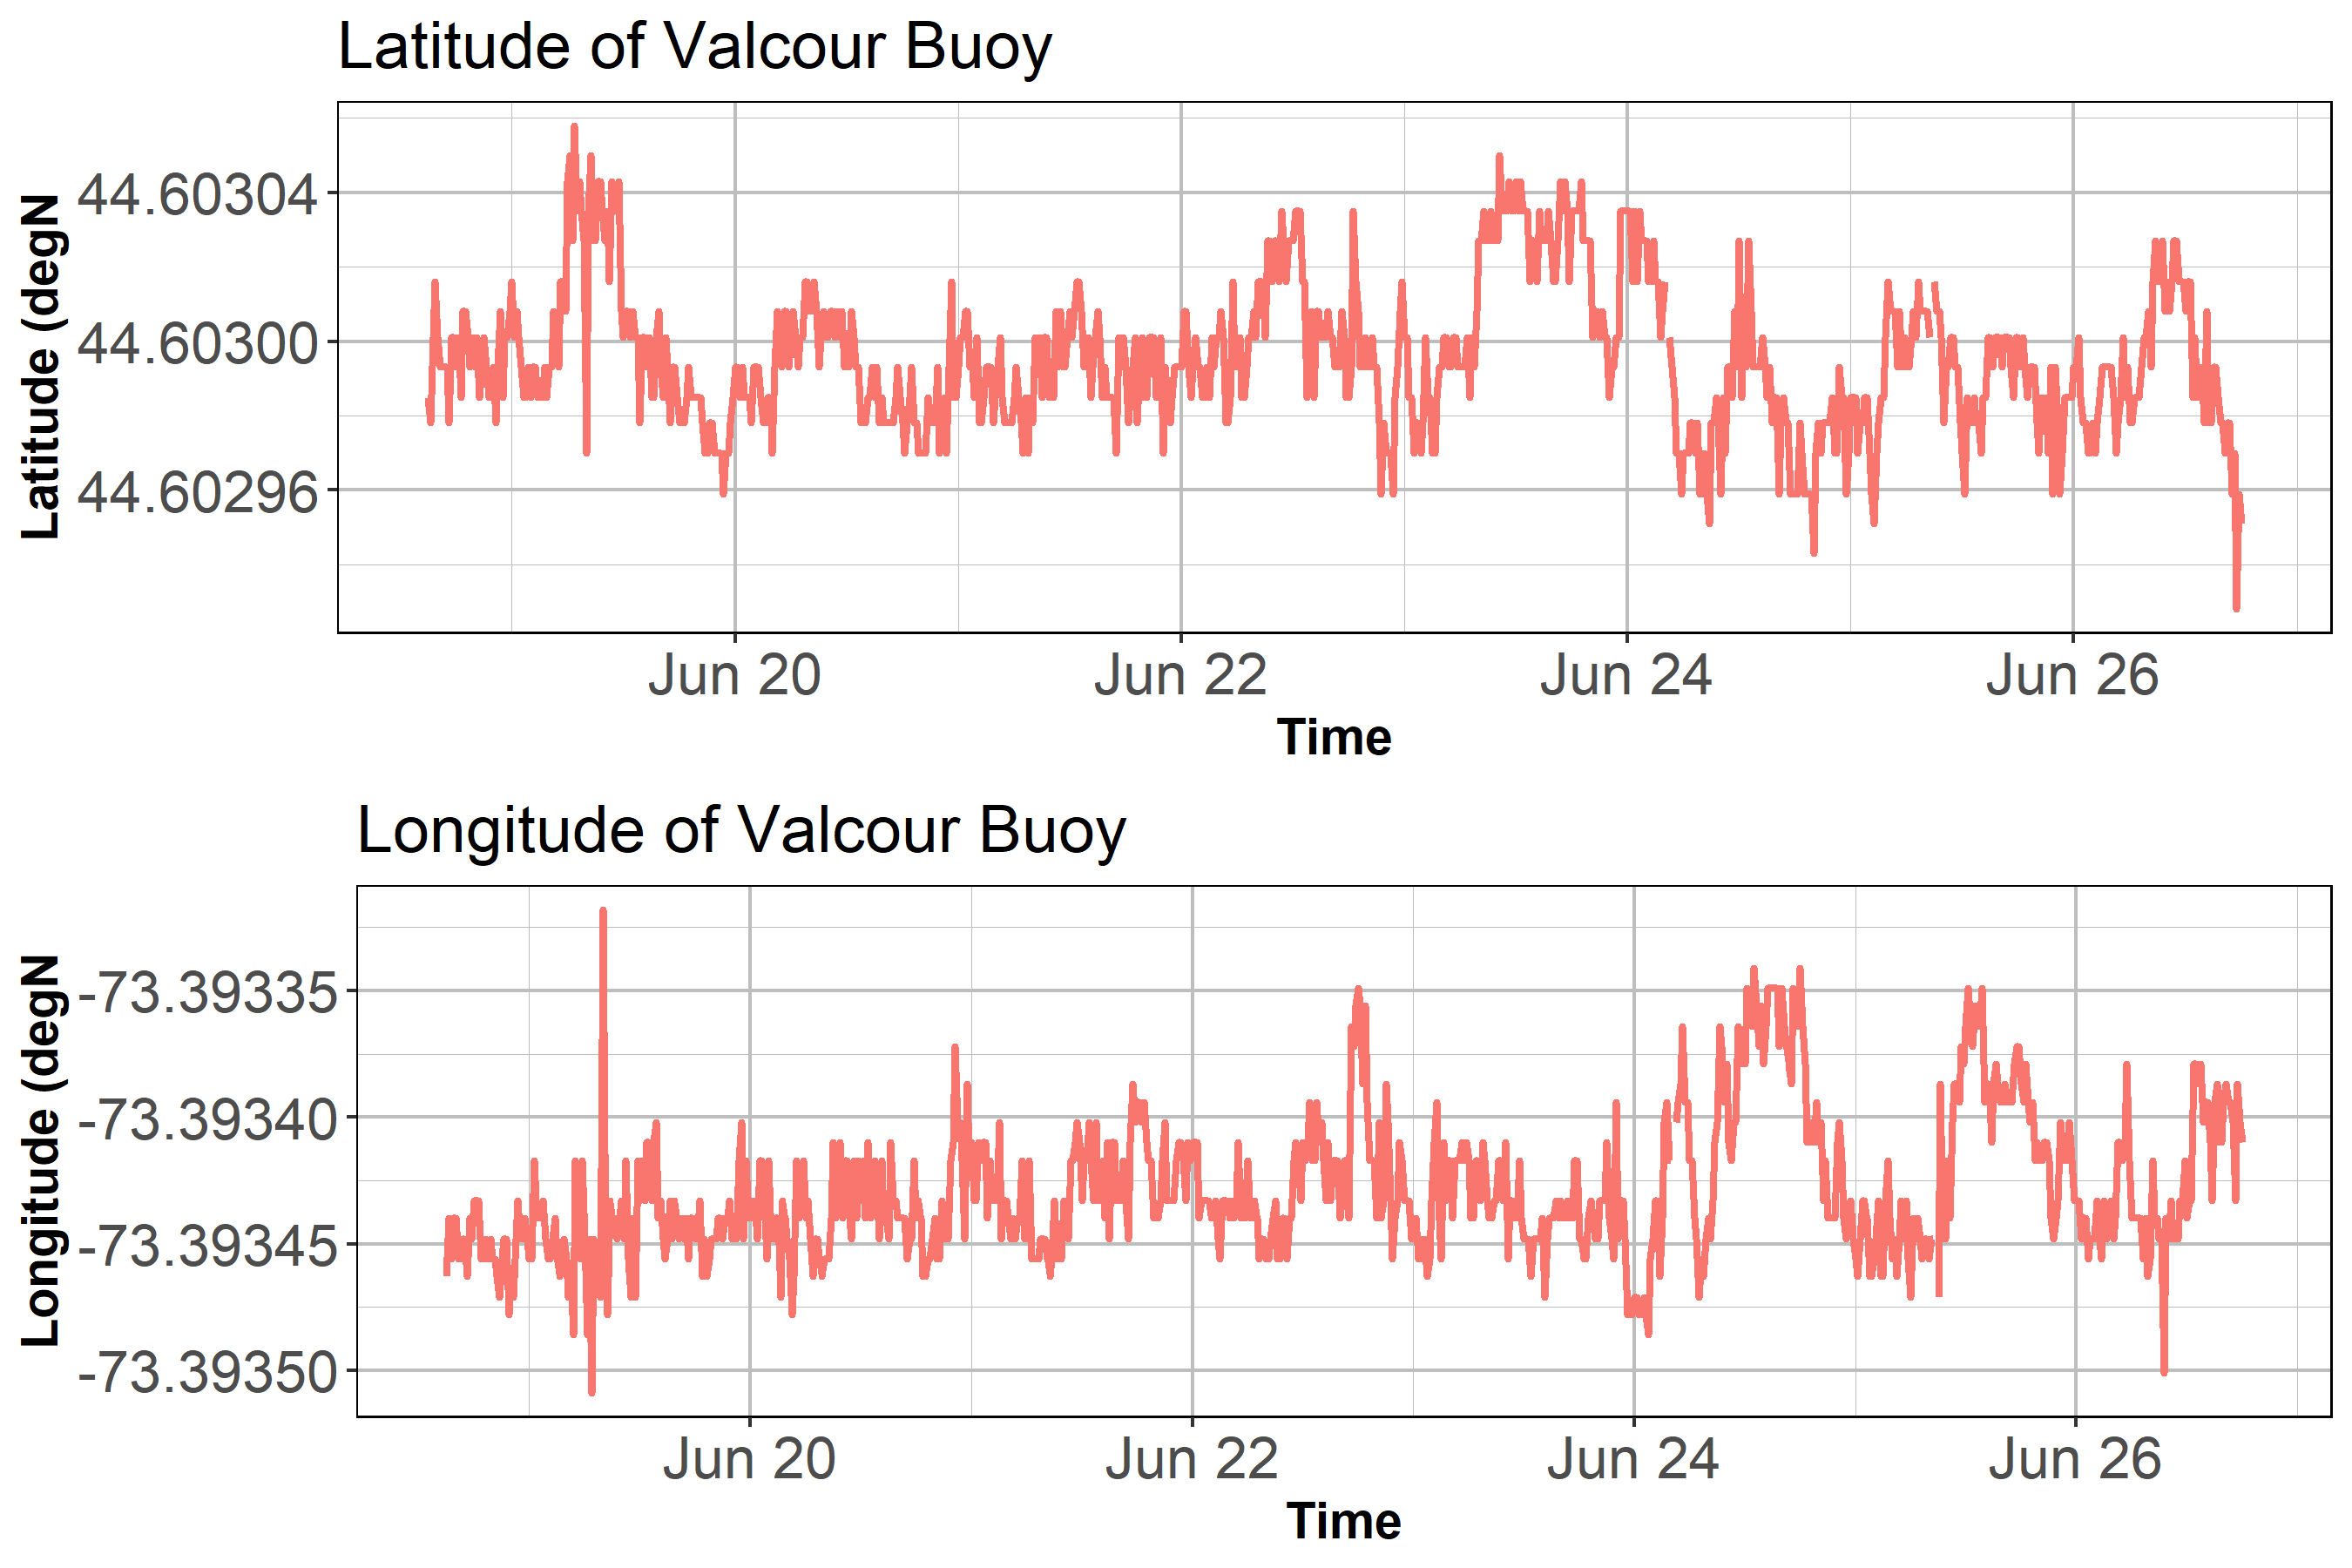 Latitude of Valcour Buoy
Latitude (degN
44.60304
44.60300
44.60296
Jun 20 Jun 22 Jun 24 Jun 26
Time
Longitude of Valcour Buoy
Longitude (degN
-73.39335
-73.39340
-73.39345
-73.39350
Jun 20 Jun 22 Jun 24 Jun 26
Time